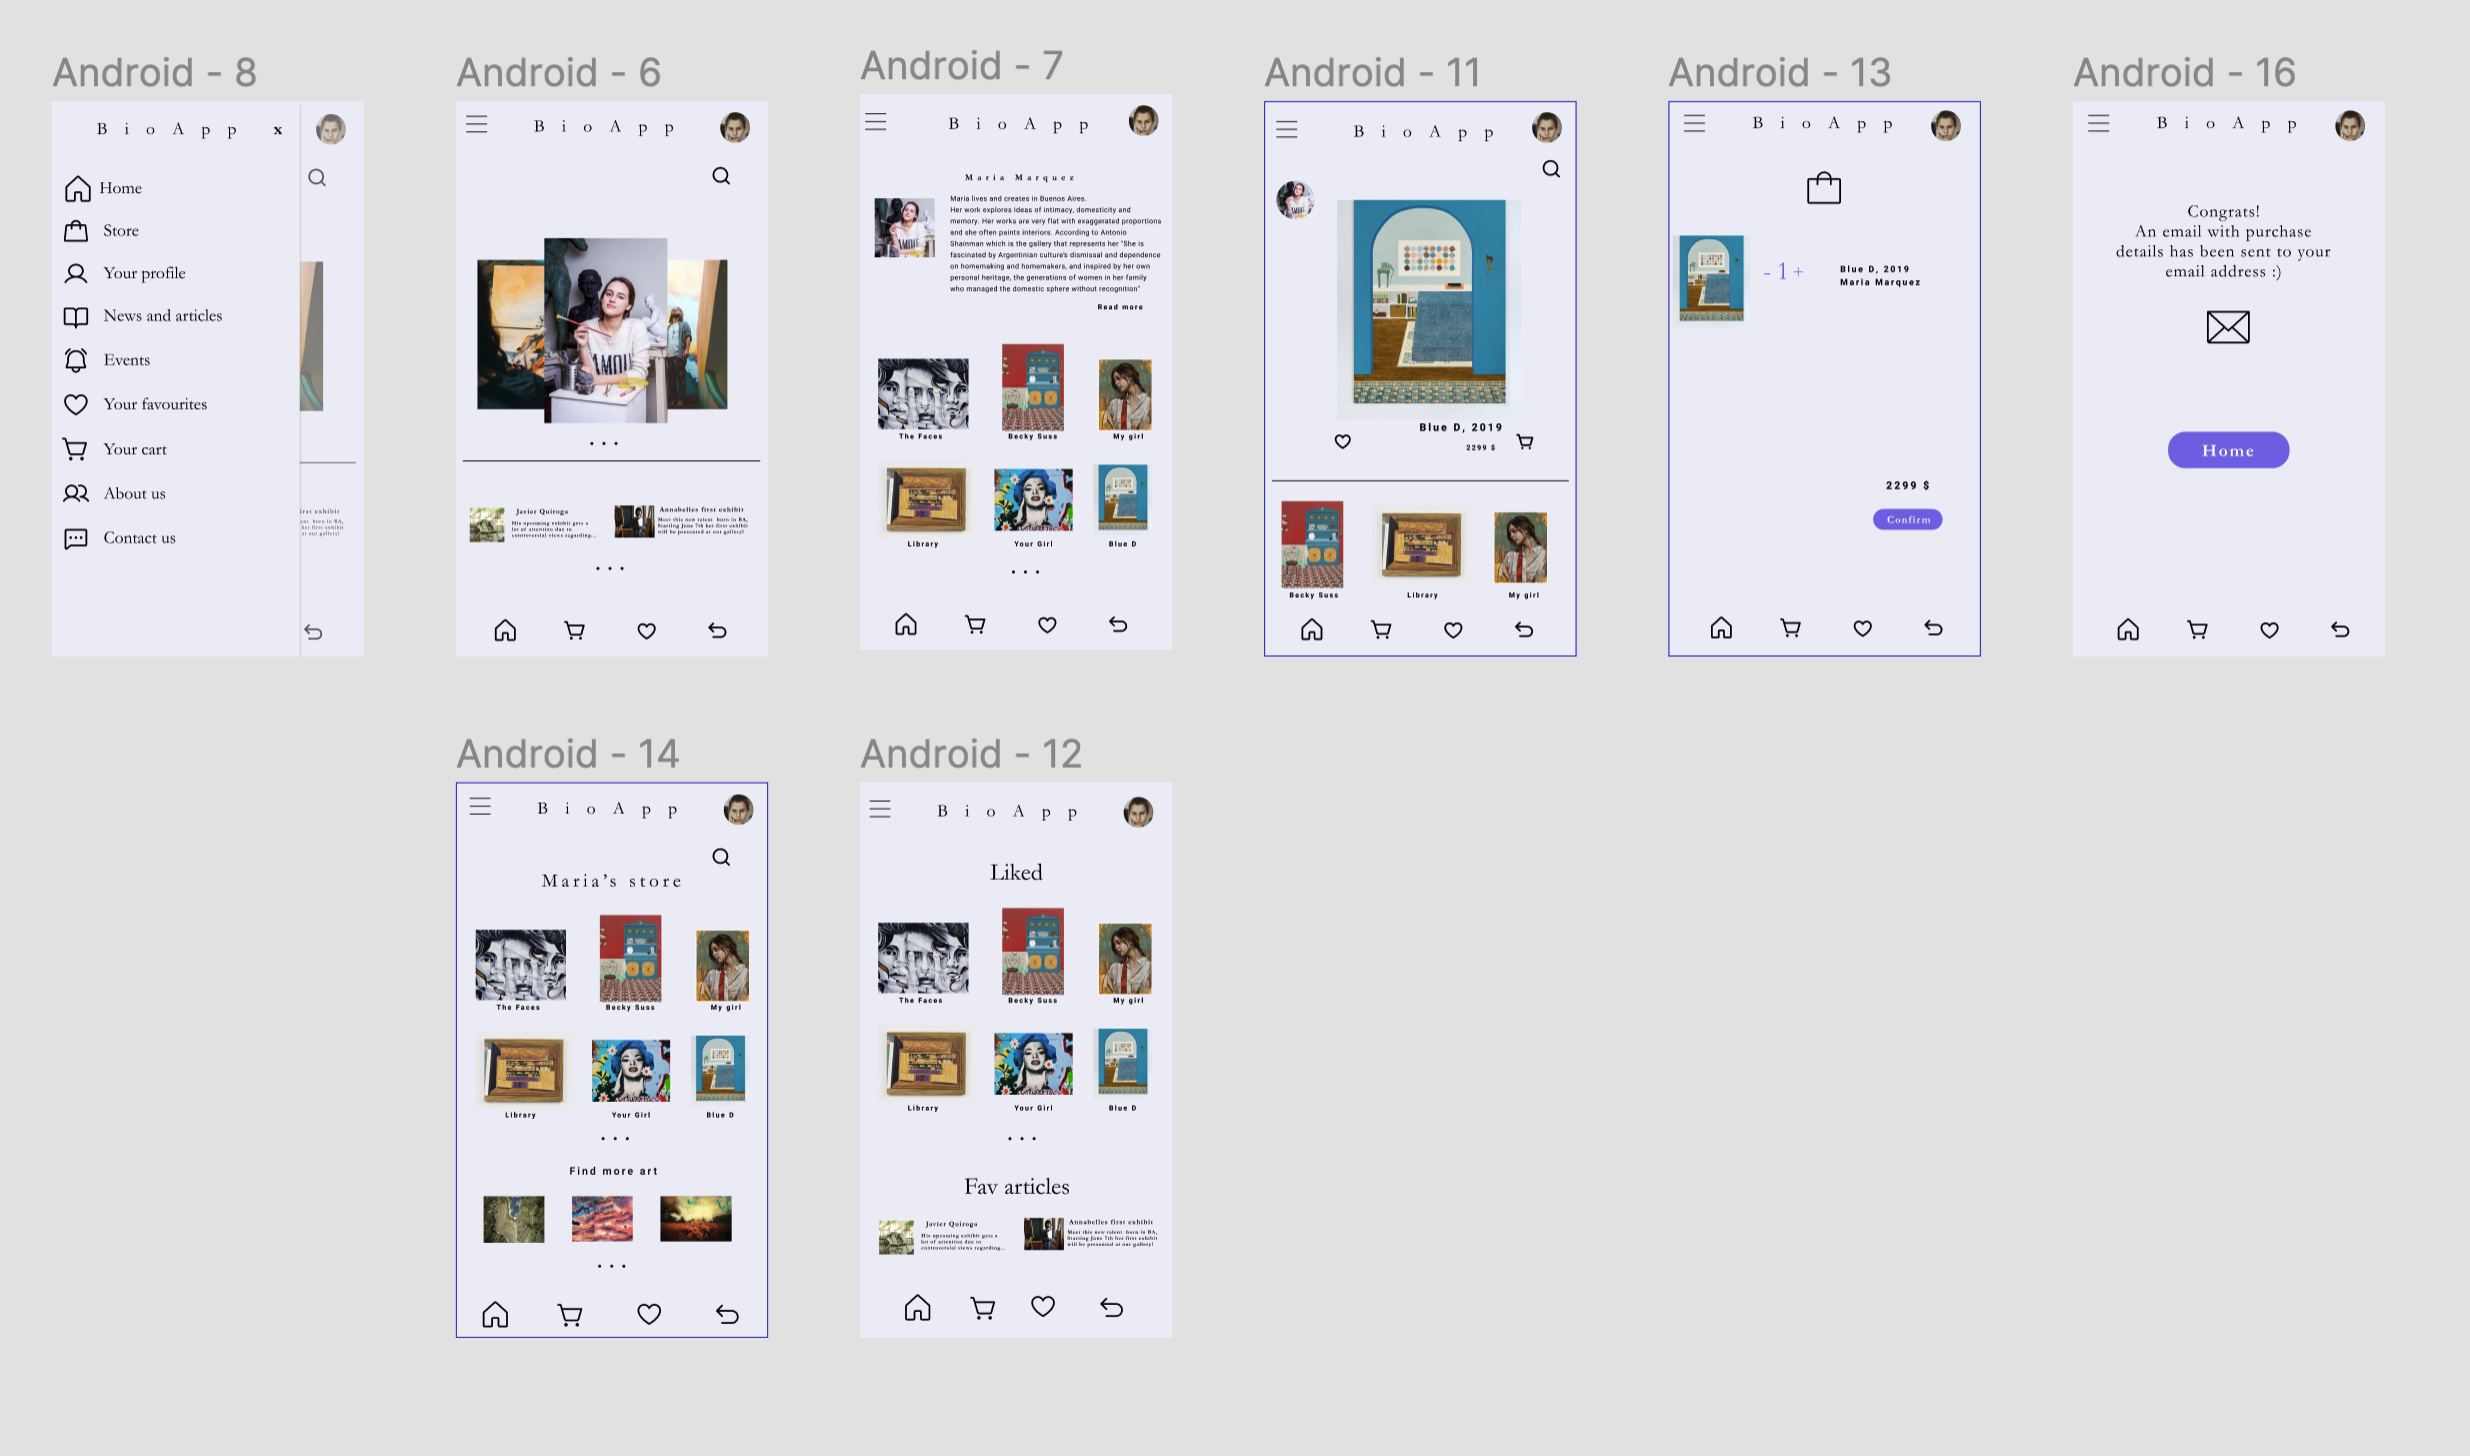 Android - 8
B i o A p p x
Home
Store
Your profile
News and articles
Events
Your favourites
Your cart
About us
Contact us
irst exhibit
nt born in BA,
her first exhibit
at our gallery!
Android - 6
B i o A p p
AMOU
Javier Quiroga
His upcoming exhibit gets a
lot of attention due to
controversial views regarding...
Annabelles first exhibit
Meet this new talent born in BA,
Starting June 7th her first exhibit
will be presented at our gallery!
Android - 7
B i o A p p
Maria Marquez
Maria lives and creates in Buenos Aires.
Her work explores ideas of intimacy, domesticity and
memory. Her works are very flat with exaggerated proportions
and she often paints interiors. According to Antonio
Shainman which is the gallery that represents her "She is
fascinated by Argentinian culture's dismissal and dependence
on homemaking and homemakers, and inspired by her own
personal heritage, the generations of women in her family
who managed the domestic sphere without recognition"
Read more
The Faces
Becky Suss
My girl
Library
Your Girl
Blue D
Android - 11
B i o A p p
Blue D, 2019
2299 $
Becky Suss
Library
My girl
Android - 13
B i o A p p
- 1 +
Blue D, 2019
Maria Marquez
2299 $
Confirm
Android - 16
B i o A p p
Congrats!
An email with purchase
details has been sent to your
email address :)
Home
Android - 14
B i o A p p
Maria's store
The Faces
Becky Suss
My girl
Library
Your Girl
Blue D
Find more art
Android - 12
B i o A p p
Liked
The Faces
Becky Suss
My girl
Library
Your Girl
Blue D
Fav articles
Javier Quiroga
His upcoming exhibit gets a
lot of attention due to
controversial views regarding...
Annabelles first exhibit
Meet this new talent born in BA,
Starting June 7th her first exhibit
will be presented at our gallery!